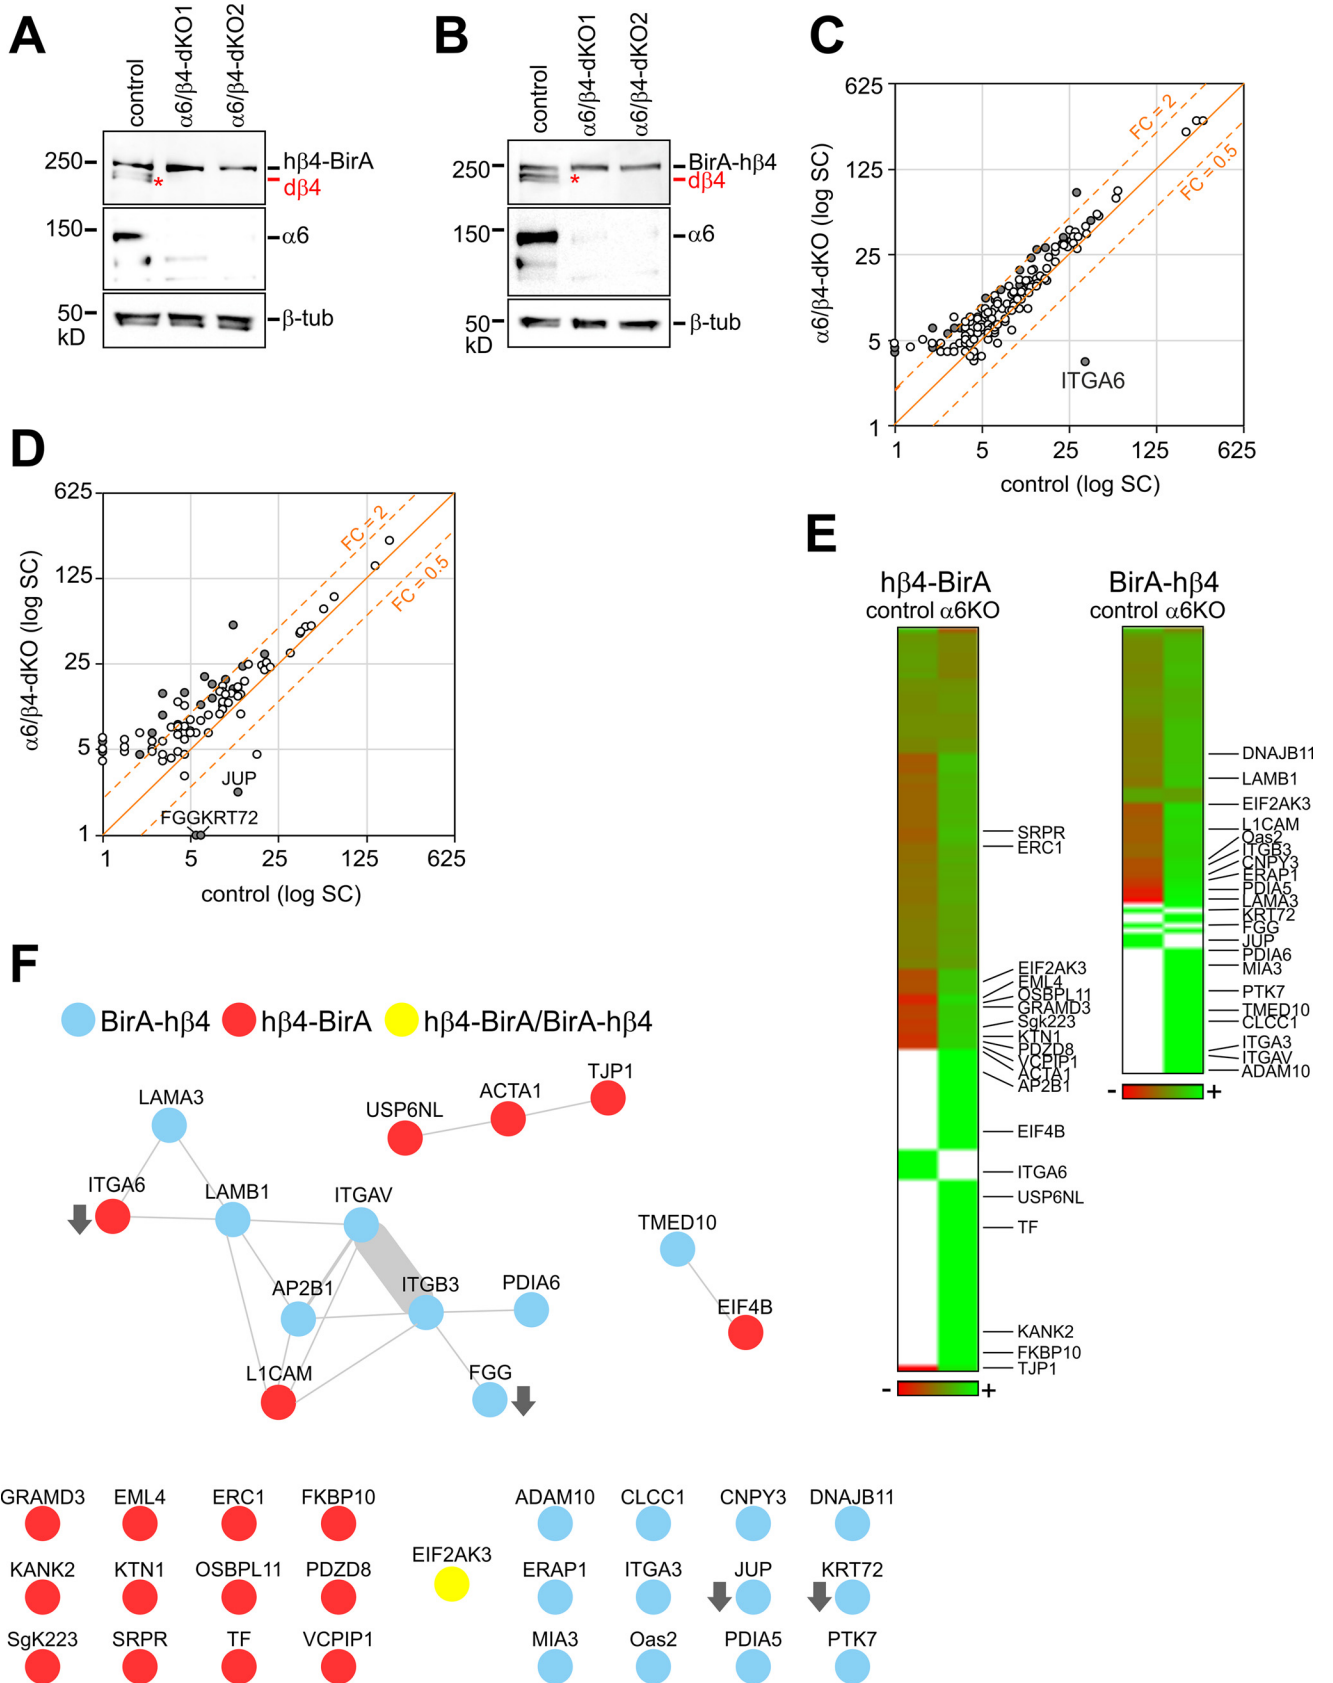 A
control
α6/β4-dKO1
α6/β4-dKO2
250
hβ4-BirA
dβ4
*
150
α6
50
kD
β-tub
B
control
α6/β4-dKO1
α6/β4-dKO2
250
BirA-hβ4
dβ4
*
150
α6
50
kD
β-tub
C
α6/β4-dKO (log SC)
625
125
25
5
1
FC = 2
FC = 0.5
ITGA6
1 5 25 125 625
control (log SC)
D
α6/β4-dKO (log SC)
625
125
25
5
1
FC = 2
FC = 0.5
JUP
FGG KRT72
1 5 25 125 625
control (log SC)
E
hβ4-BirA
control α6KO
SRPR
ERC1
EIF2AK3
EML4
OSBPL11
GRAMD3
Sgk223
KTN1
PDZD8
VCPIP1
ACTA1
AP2B1
EIF4B
ITGA6
USP6NL
TF
KANK2
FKBP10
TJP1
- +
BirA-hβ4
control α6KO
DNAJB11
LAMB1
EIF2AK3
L1CAM
Oas2
ITGB3
CNPY3
ERAP1
PDIA5
LAMA3
KRT72
FGG
JUP
PDIA6
MIA3
PTK7
TMED10
CLCC1
ITGA3
ITGAV
ADAM10
- +
F
BirA-hβ4 hβ4-BirA hβ4-BirA/BirA-hβ4
LAMA3
USP6NL
ACTA1
TJP1
ITGA6
LAMB1
ITGAV
TMED10
AP2B1
ITGB3
PDIA6
EIF4B
L1CAM
FGG
GRAMD3 EML4 ERC1 FKBP10
KANK2 KTN1 OSBPL11 PDZD8
SgK223 SRPR TF VCPIP1
EIF2AK3
ADAM10 CLCC1 CNPY3 DNAJB11
ERAP1 ITGA3 JUP KRT72
MIA3 Oas2 PDIA5 PTK7